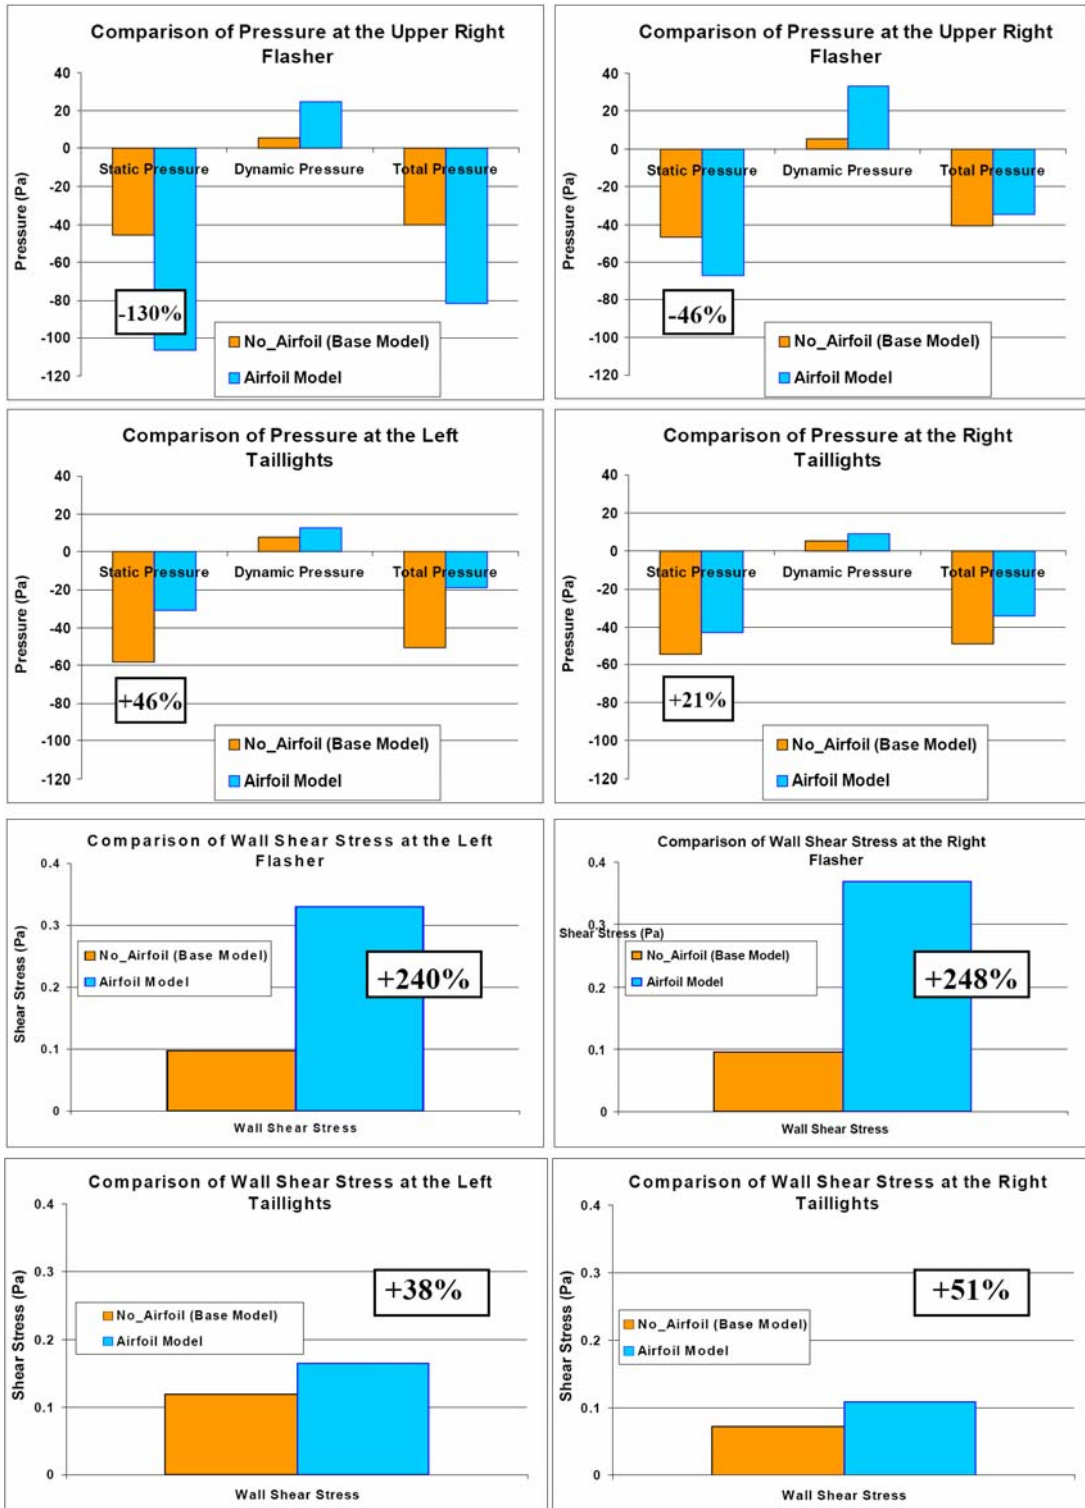 Comparison of Pressure at the Upper Right
Flasher
40
20
0
-20
-40
-60
-80
-100
-120
Pressure (Pa)
Static Pressure
Dynamic Pressure
Total Pressure
-130%
No_Airfoil (Base Model)
Airfoil Model
Comparison of Pressure at the Upper Right
Flasher
40
20
0
-20
-40
-60
-80
-100
-120
Pressure (Pa)
Static Pressure
Dynamic Pressure
Total Pressure
-46%
No_Airfoil (Base Model)
Airfoil Model
Comparison of Pressure at the Left
Taillights
40
20
0
-20
-40
-60
-80
-100
-120
Pressure (Pa)
Static Pressure
Dynamic Pressure
Total Pressure
+46%
No_Airfoil (Base Model)
Airfoil Model
Comparison of Pressure at the Right
Taillights
40
20
0
-20
-40
-60
-80
-100
-120
Pressure (Pa)
Static Pressure
Dynamic Pressure
Total Pressure
+21%
No_Airfoil (Base Model)
Airfoil Model
Comparison of Wall Shear Stress at the Left
Flasher
0.4
0.3
0.2
0.1
0
Shear Stress (Pa)
No_Airfoil (Base Model)
Airfoil Model
+240%
Wall Shear Stress
Comparison of Wall Shear Stress at the Right
Flasher
0.4
0.3
0.2
0.1
0
Shear Stress (Pa)
No_Airfoil (Base Model)
Airfoil Model
+248%
Wall Shear Stress
Comparison of Wall Shear Stress at the Left
Taillights
0.4
0.3
0.2
0.1
0
Shear Stress (Pa)
+38%
No_Airfoil (Base Model)
Airfoil Model
Wall Shear Stress
Comparison of Wall Shear Stress at the Right
Taillights
0.4
0.3
0.2
0.1
0
Shear Stress (Pa)
+51%
No_Airfoil (Base Model)
Airfoil Model
Wall Shear Stress